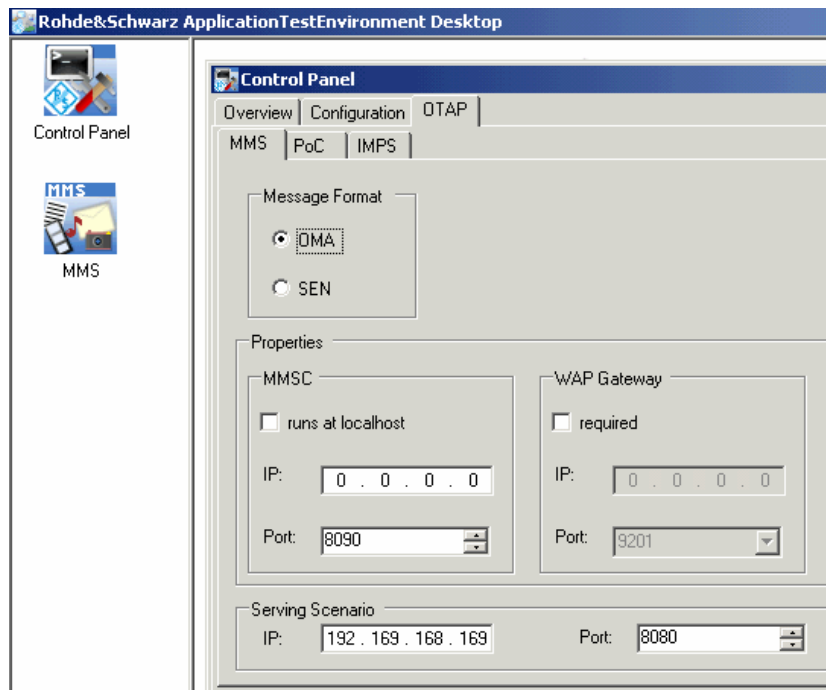 Rohde&Schwarz ApplicationTestEnvironment Desktop
Control Panel
MMS
MMS
Control Panel
Overview Configuration OTAP
MMS PoC IMPS
Message Format
OMA
SEN
Properties
MMSC WAP Gateway
runs at localhost required
IP: 0 . 0 . 0 . 0 IP: 0 . 0 . 0 . 0
Port: 8090 Port: 9201
Serving Scenario
IP: 192 . 169 . 168 . 169 Port: 8080